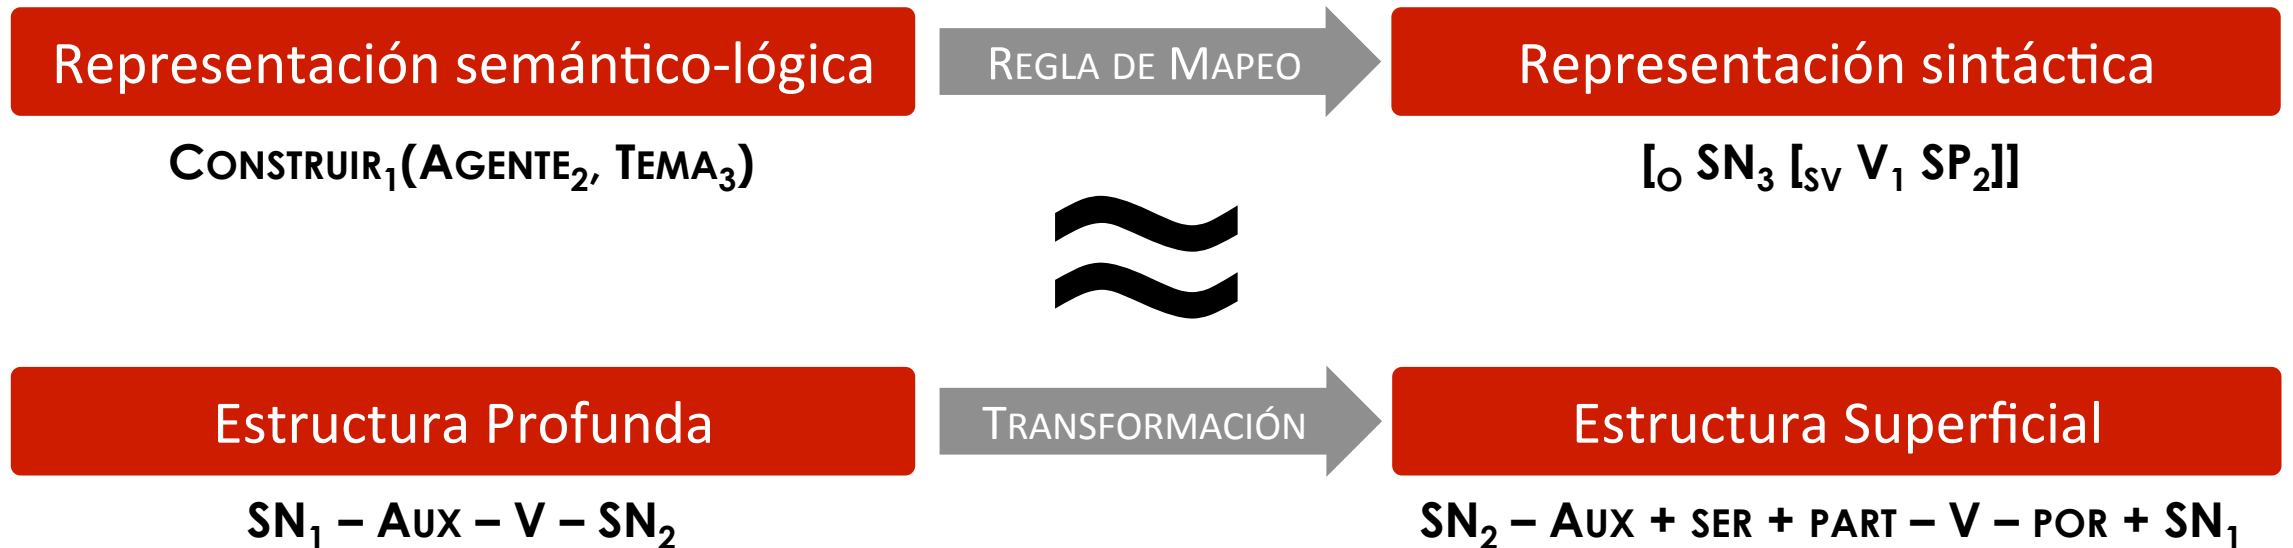 Representación semántico-lógica
REGLA DE MAPEO
Representación sintáctica
CONSTRUIR₁(AGENTE₂, TEMA₃)
[O SN₃ [SV V₁ SP₂]]
≈
Estructura Profunda
TRANSFORMACIÓN
Estructura Superficial
SN₁ – AUX – V – SN₂
SN₂ – AUX + SER + PART – V – POR + SN₁